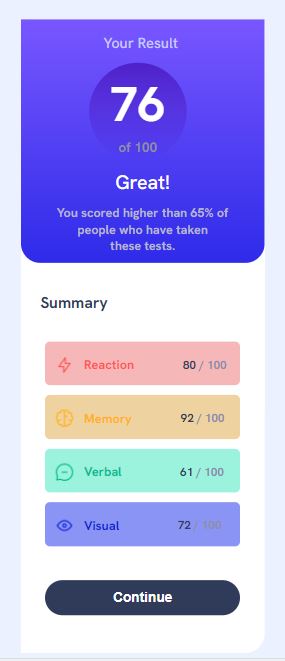 Your Result
76
of 100
Great!
You scored higher than 65% of
people who have taken
these tests.
Summary
Reaction 80 / 100
Memory 92 / 100
Verbal 61 / 100
Visual 72 / 100
Continue